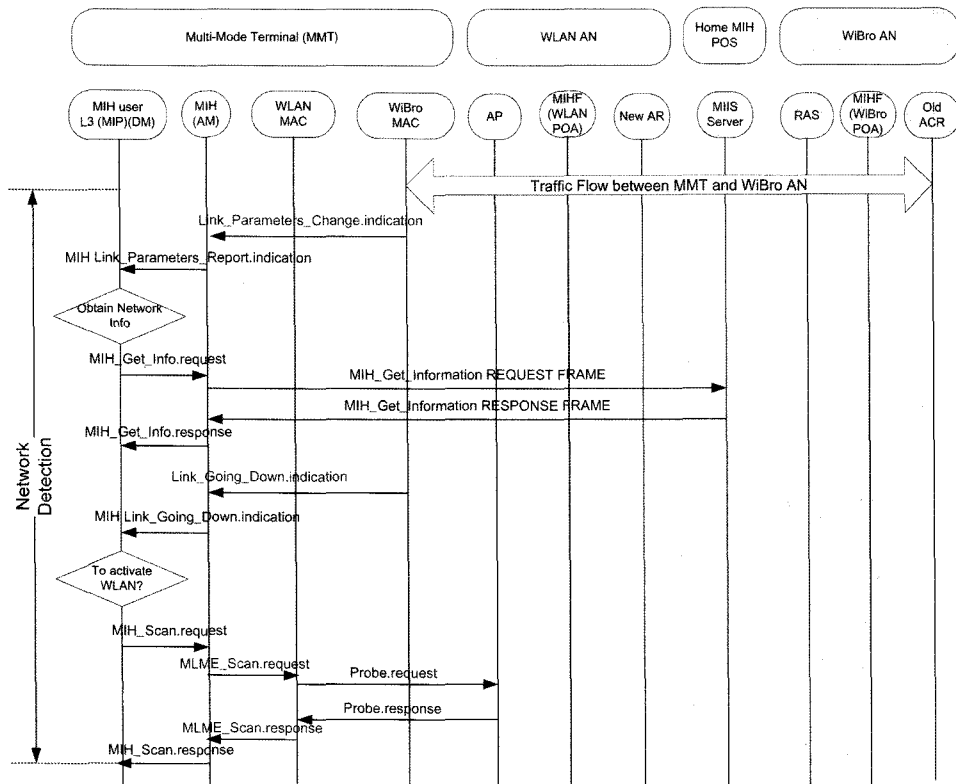 Multi-Mode Terminal (MMT)
WLAN AN
Home MIH
POS
WiBro AN
MIH user
L3 (MIP)(DM)
MIH
(AM)
WLAN
MAC
WiBro
MAC
AP
MIHF
(WLAN
POA)
New AR
MIIS
Server
RAS
MIHF
(WiBro
POA)
Old
ACR
Traffic Flow between MMT and WiBro AN
Link_Parameters_Change.indication
MIH Link_Parameters_Report.indication
Obtain Network
Info
MIH_Get_Info.request
MIH_Get_Information REQUEST FRAME
MIH_Get_Information RESPONSE FRAME
MIH_Get_Info.response
Link_Going_Down.indication
MIH Link_Going_Down.indication
Network
Detection
To activate
WLAN?
MIH_Scan.request
MLME_Scan.request
Probe.request
Probe.response
MLME_Scan.response
MIH_Scan.response